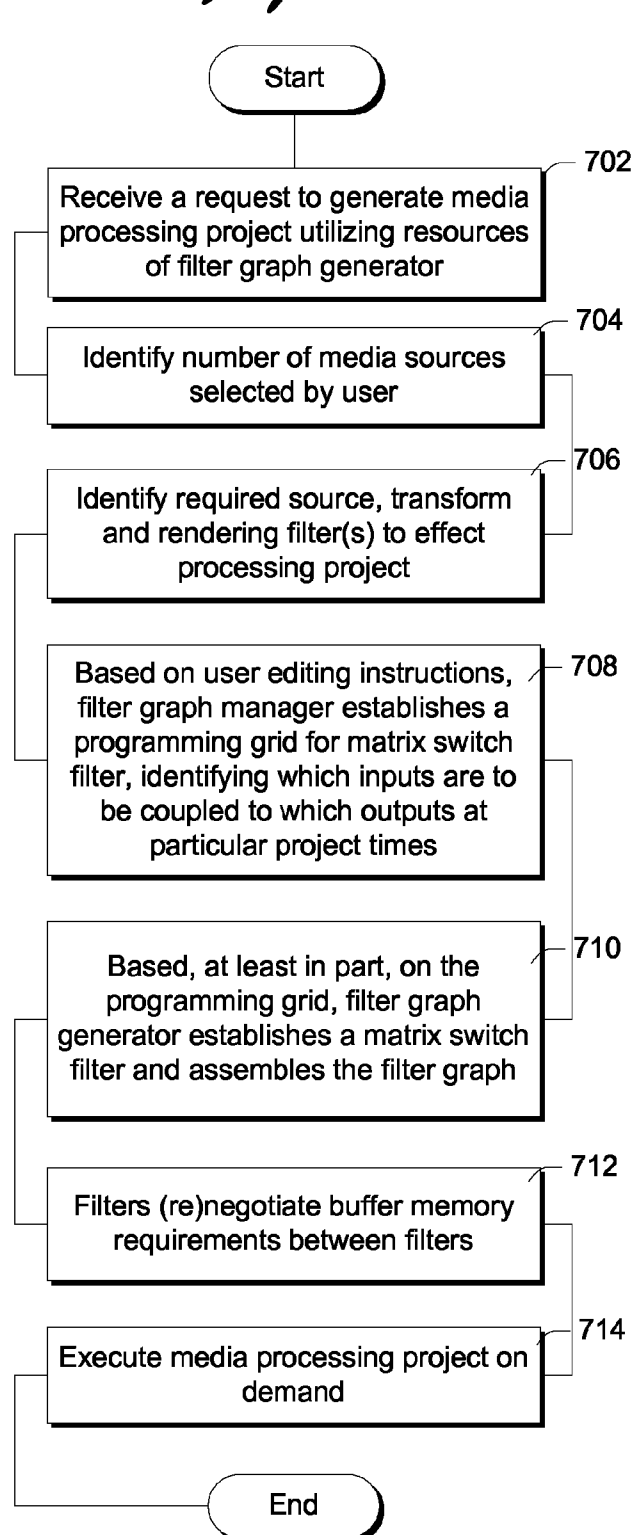 Start
702
Receive a request to generate media
processing project utilizing resources
of filter graph generator
704
Identify number of media sources
selected by user
706
Identify required source, transform
and rendering filter(s) to effect
processing project
708
Based on user editing instructions,
filter graph manager establishes a
programming grid for matrix switch
filter, identifying which inputs are to
be coupled to which outputs at
particular project times
710
Based, at least in part, on the
programming grid, filter graph
generator establishes a matrix switch
filter and assembles the filter graph
712
Filters (re)negotiate buffer memory
requirements between filters
714
Execute media processing project on
demand
End